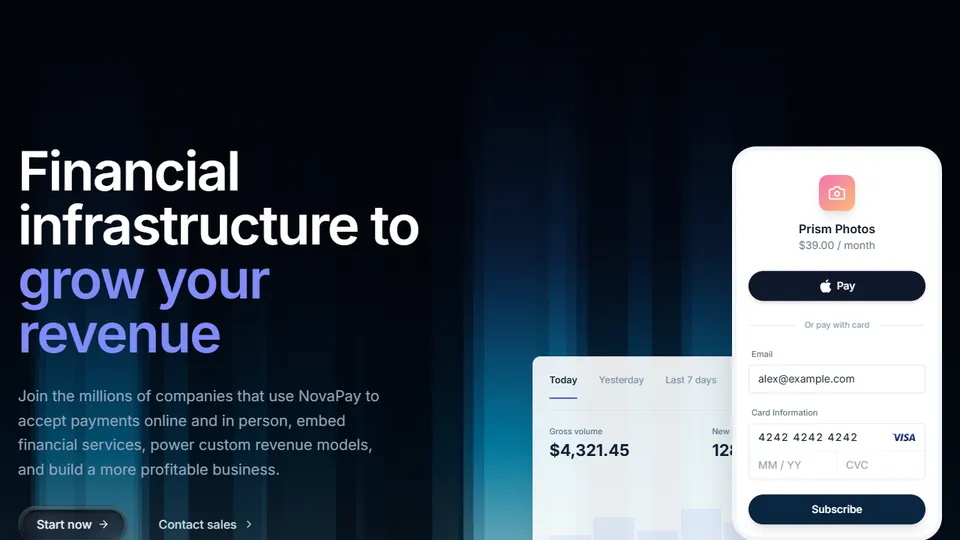 Financial
infrastructure to
grow your
revenue
Join the millions of companies that use NovaPay to
accept payments online and in person, embed
financial services, power custom revenue models,
and build a more profitable business.
Start now
Contact sales
Today Yesterday Last 7 days
Gross volume New
$4,321.45
Prism Photos
$39.00 / month
Pay
Or pay with card
Email
alex@example.com
Card Information
4242 4242 4242 VISA
MM / YY CVC
Subscribe